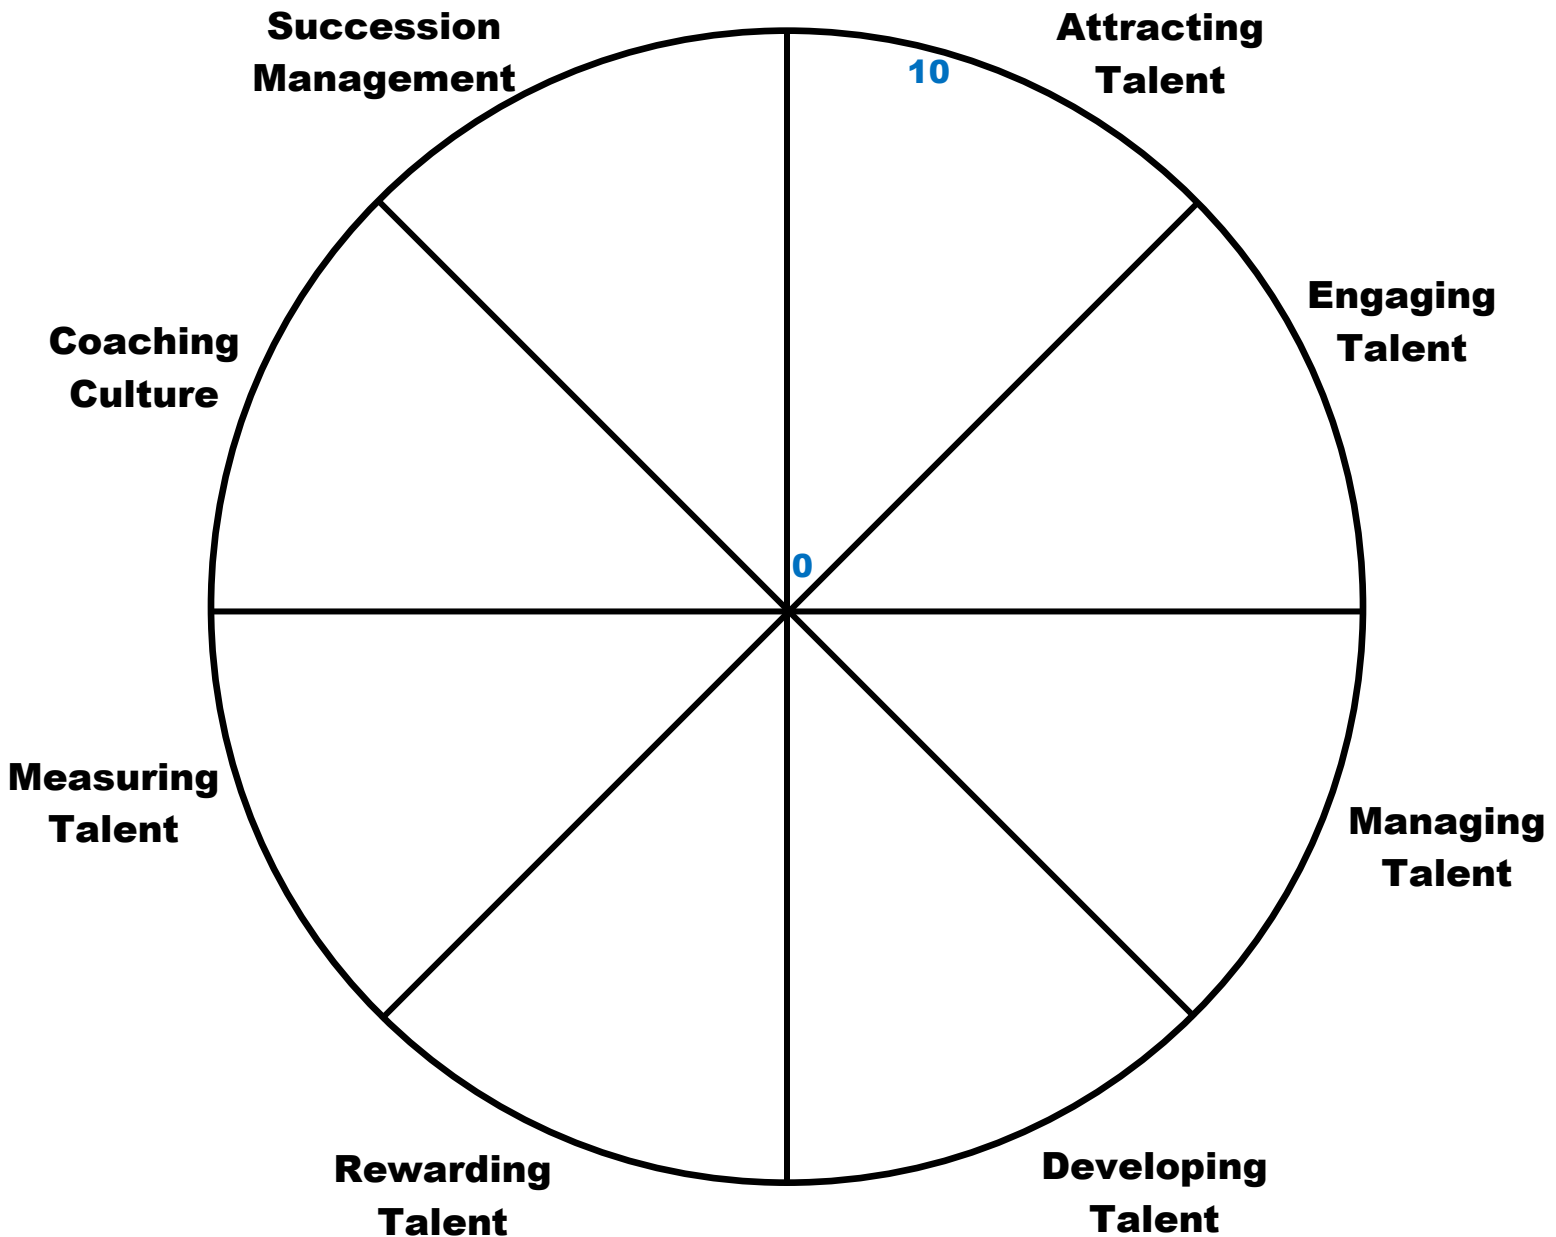 Succession
Management
Attracting
Talent
10
Engaging
Talent
Coaching
Culture
0
Measuring
Talent
Managing
Talent
Rewarding
Talent
Developing
Talent